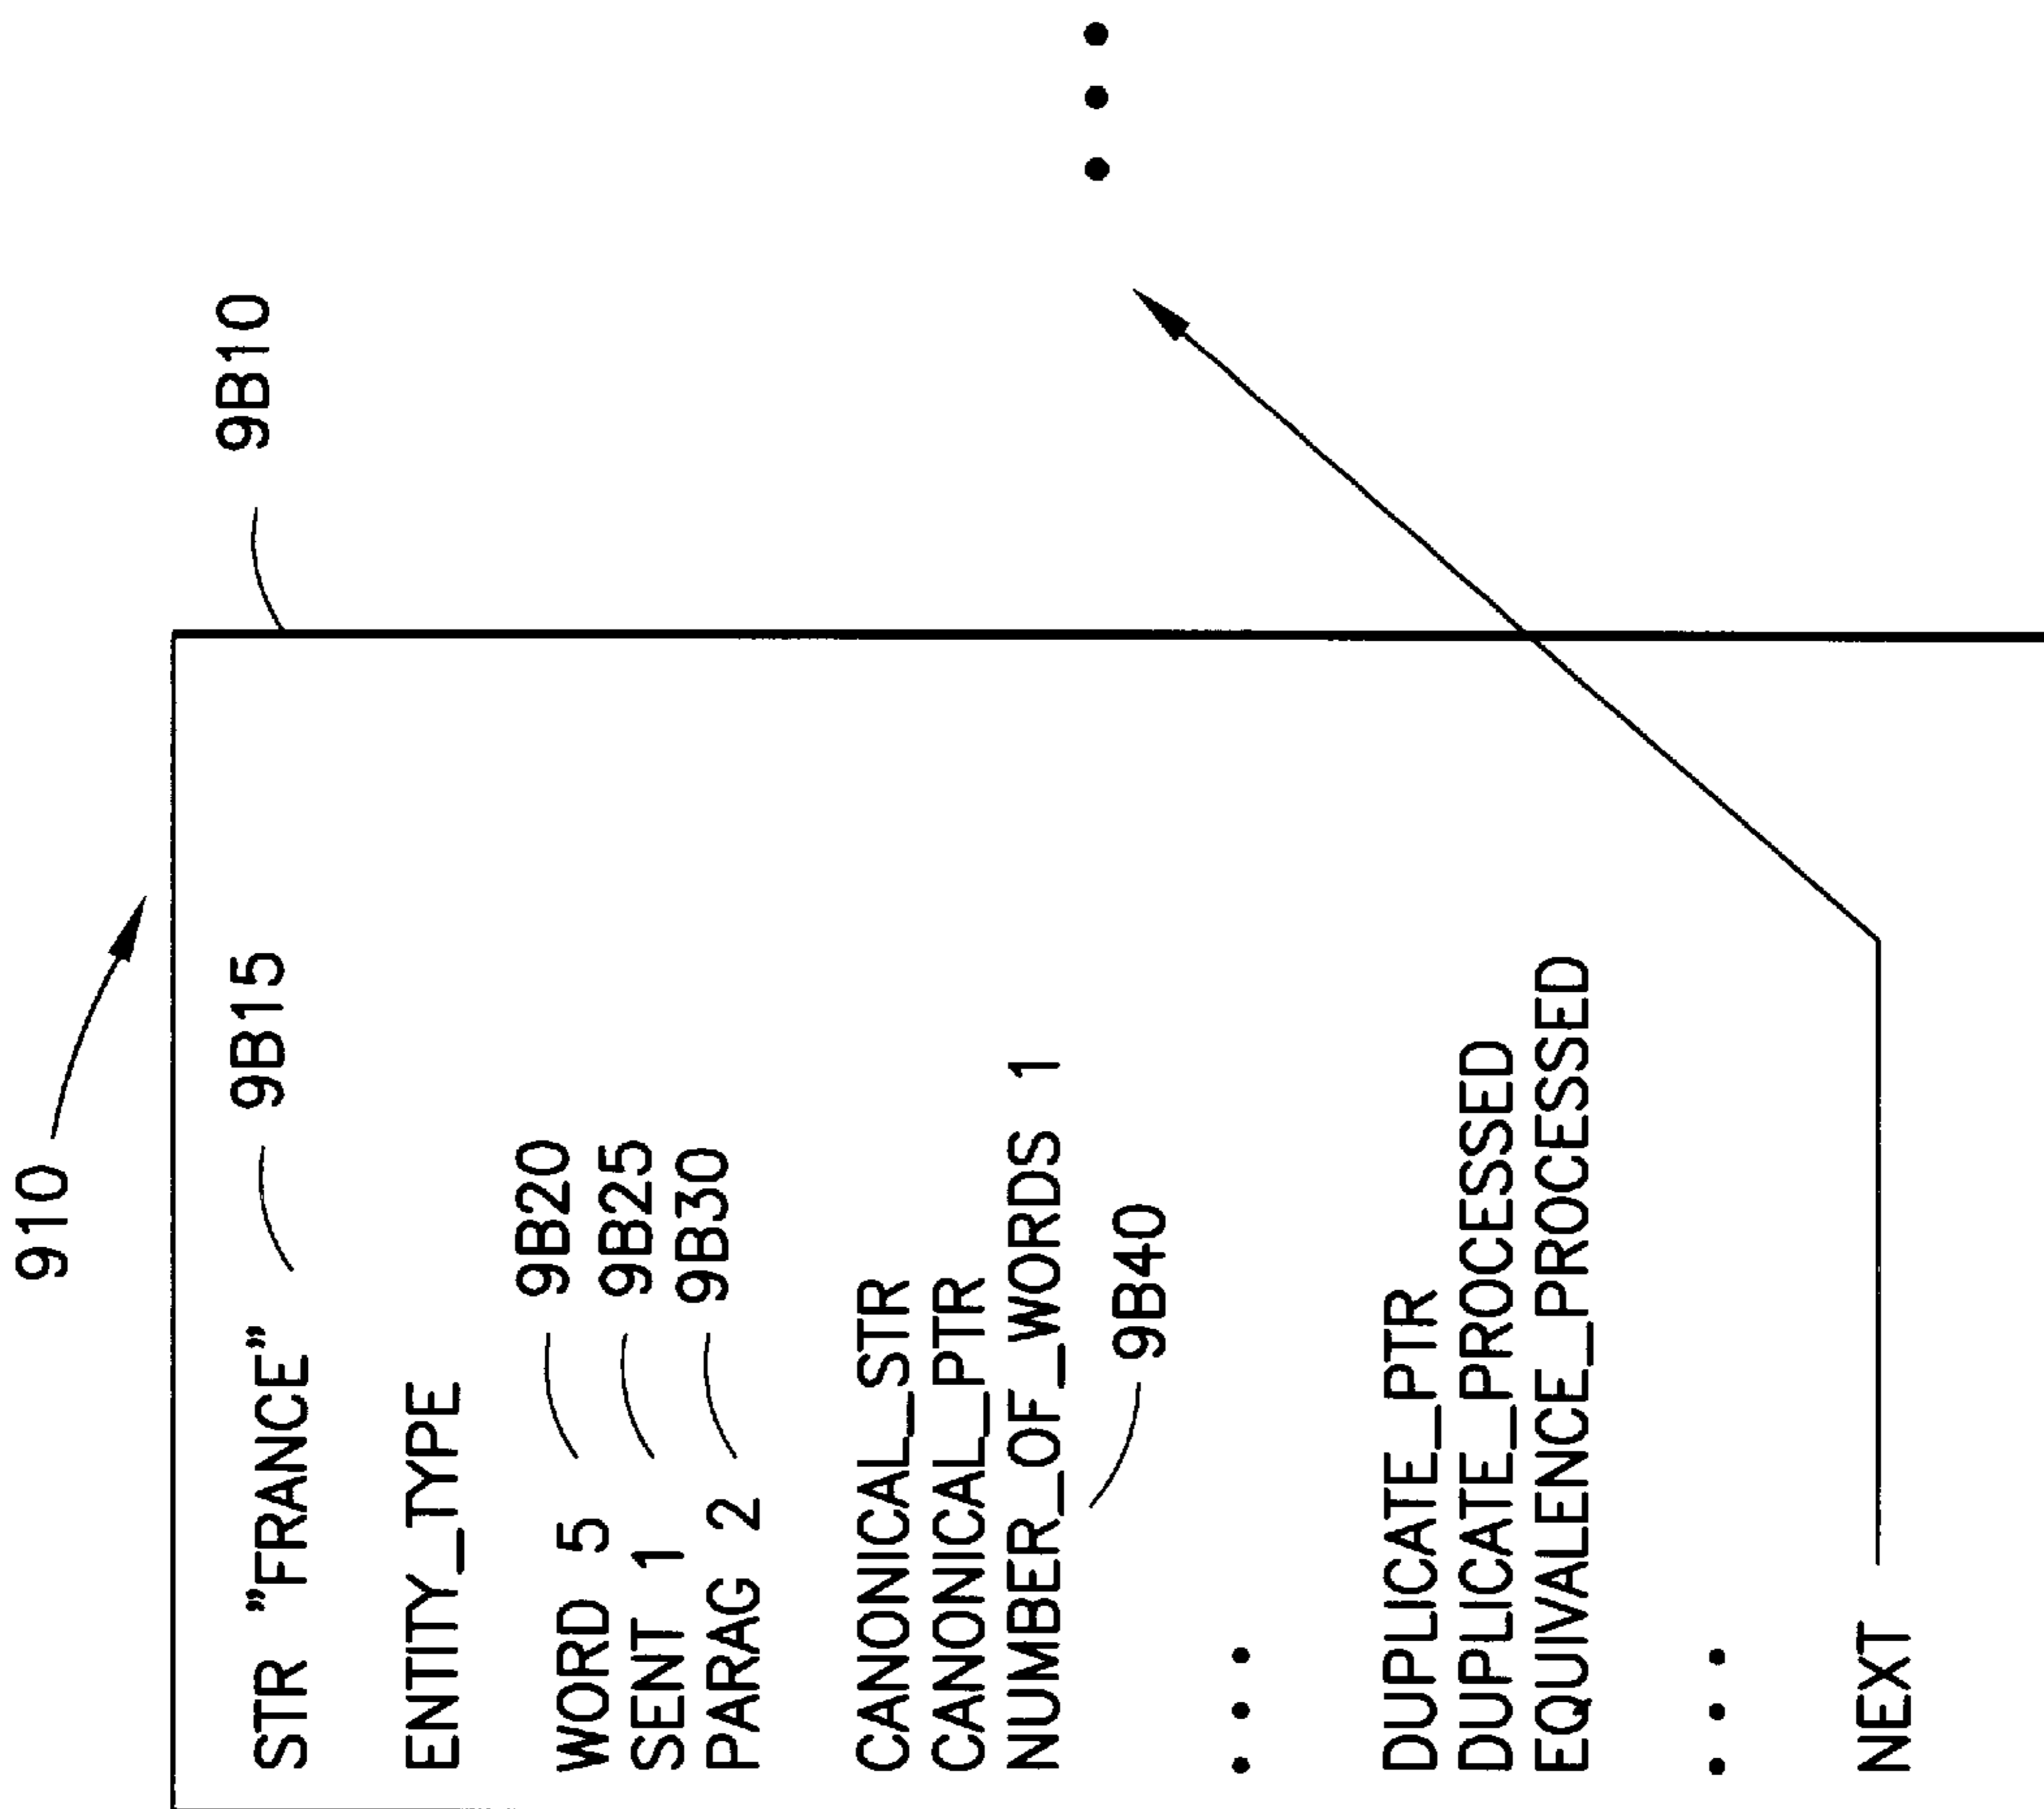 910
9B10
STR "FRANCE" 9B15
ENTITY_TYPE
WORD 5 9B20
SENT 1 9B25
PARAG 2 9B30
CANONICAL_STR
CANONICAL_PTR
NUMBER_OF_WORDS 1
9B40
DUPLICATE_PTR
DUPLICATE_PROCESSED
EQUIVALENCE_PROCESSED
NEXT